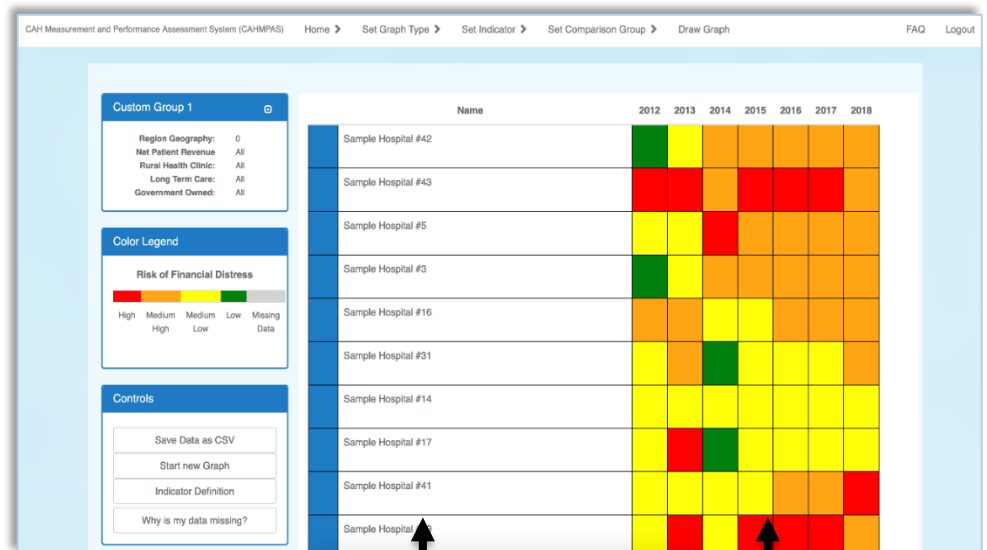 CAH Measurement and Performance Assessment System (CAHMPAS) Home Set Graph Type Set Indicator Set Comparison Group Draw Graph FAQ Logout
Custom Group 1
Region Geography: 0
Net Patient Revenue All
Rural Health Clinic: All
Long Term Care: All
Government Owned: All
Color Legend
Risk of Financial Distress
High Medium Medium Low Missing
High Low Data
Controls
Save Data as CSV
Start new Graph
Indicator Definition
Why is my data missing?
Name 2012 2013 2014 2015 2016 2017 2018
Sample Hospital #42
Sample Hospital #43
Sample Hospital #5
Sample Hospital #3
Sample Hospital #16
Sample Hospital #31
Sample Hospital #14
Sample Hospital #17
Sample Hospital #41
Sample Hospital